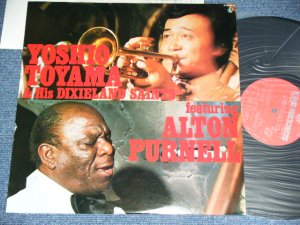 YOSHIO
TOYAMA
& His DIXIELAND SAINTS
featuring
ALTON
PURNELL